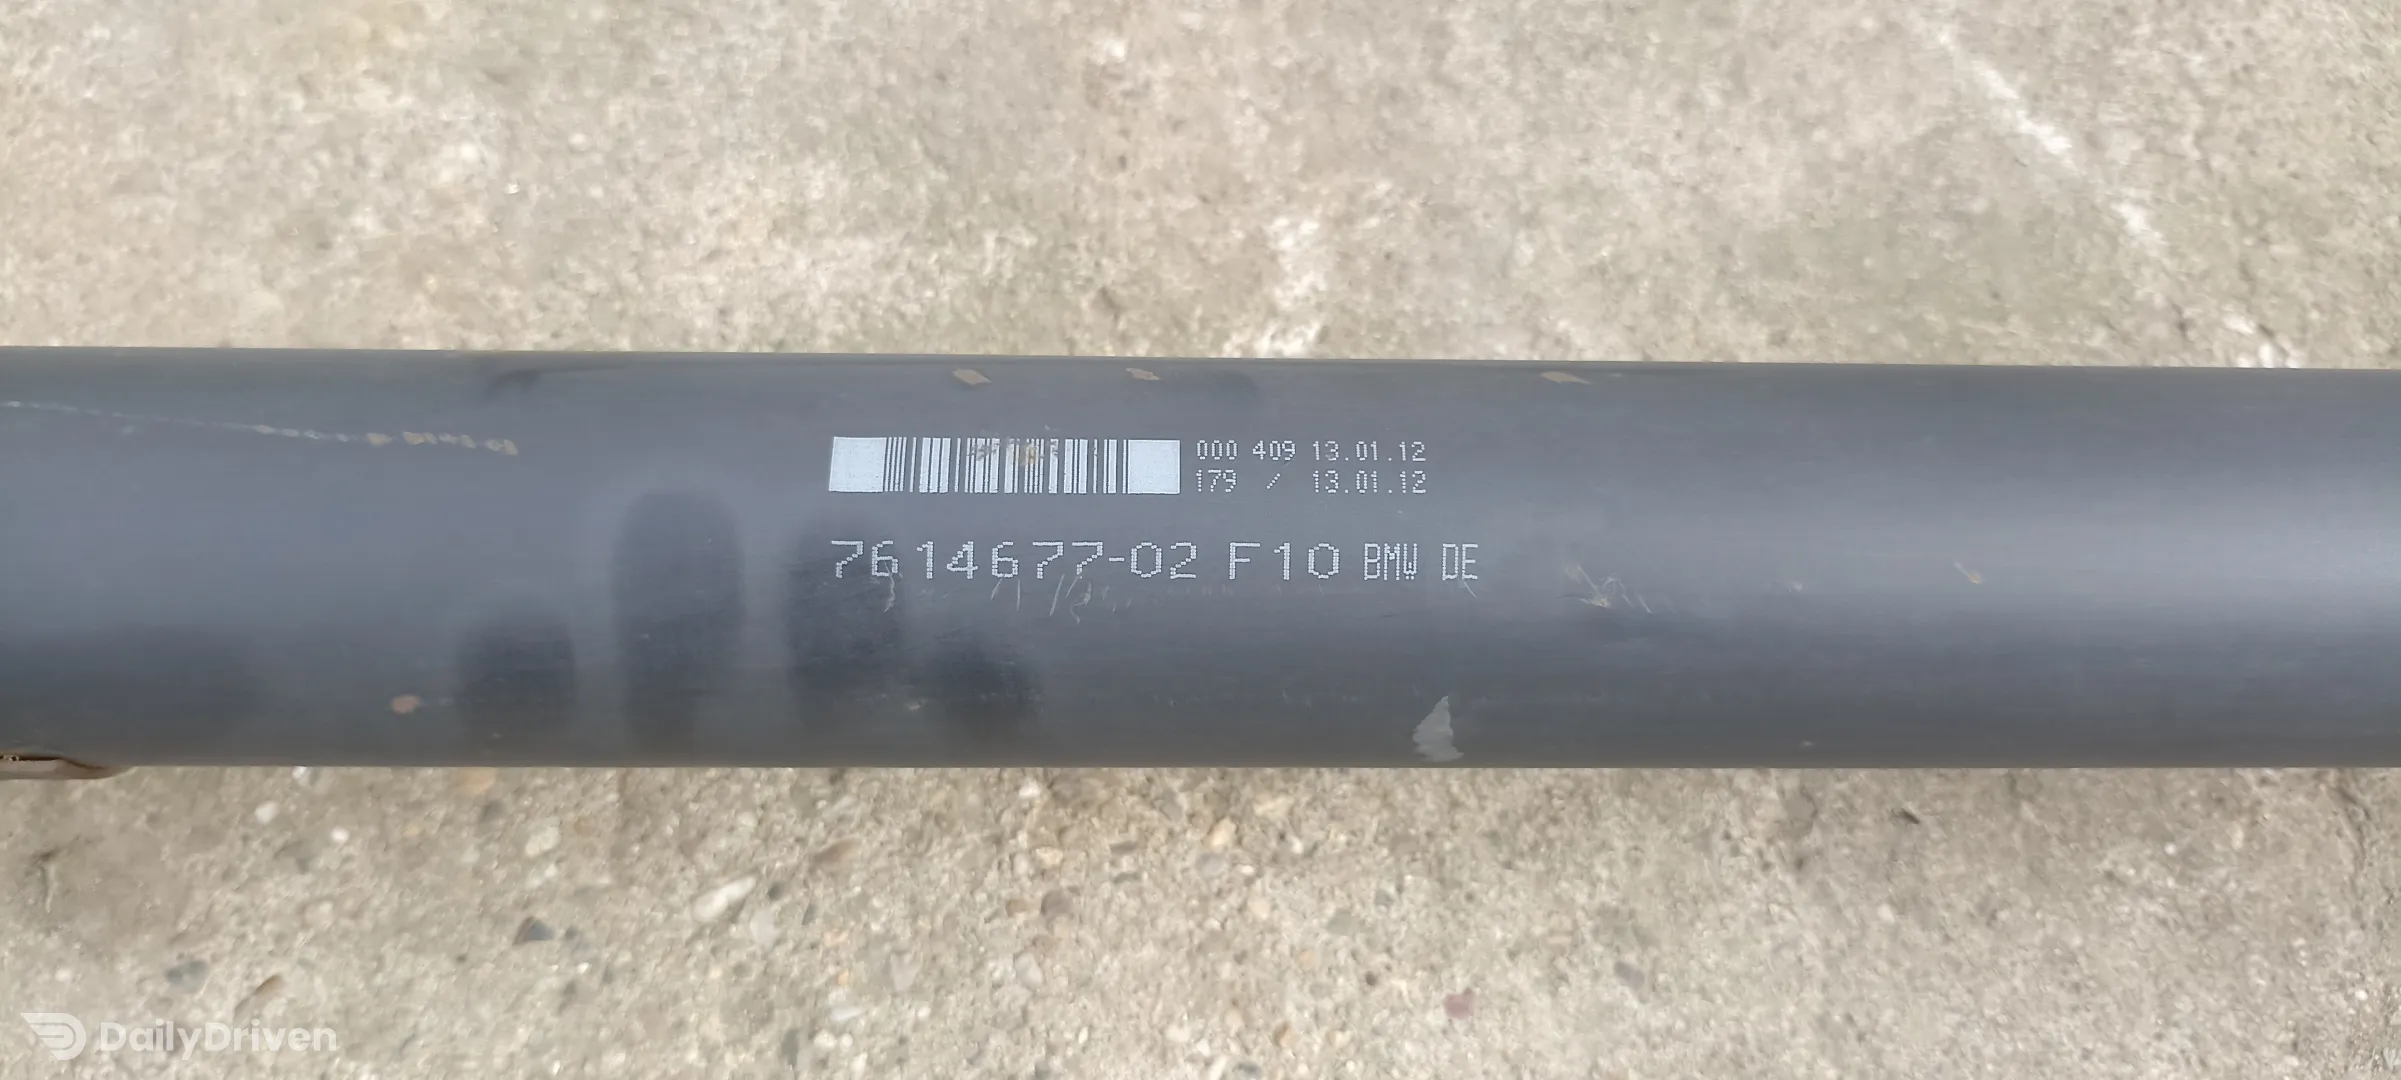 000 409 13.01.12
179 / 13.01.12
7614677-02 F10 BMW DE
DailyDriven